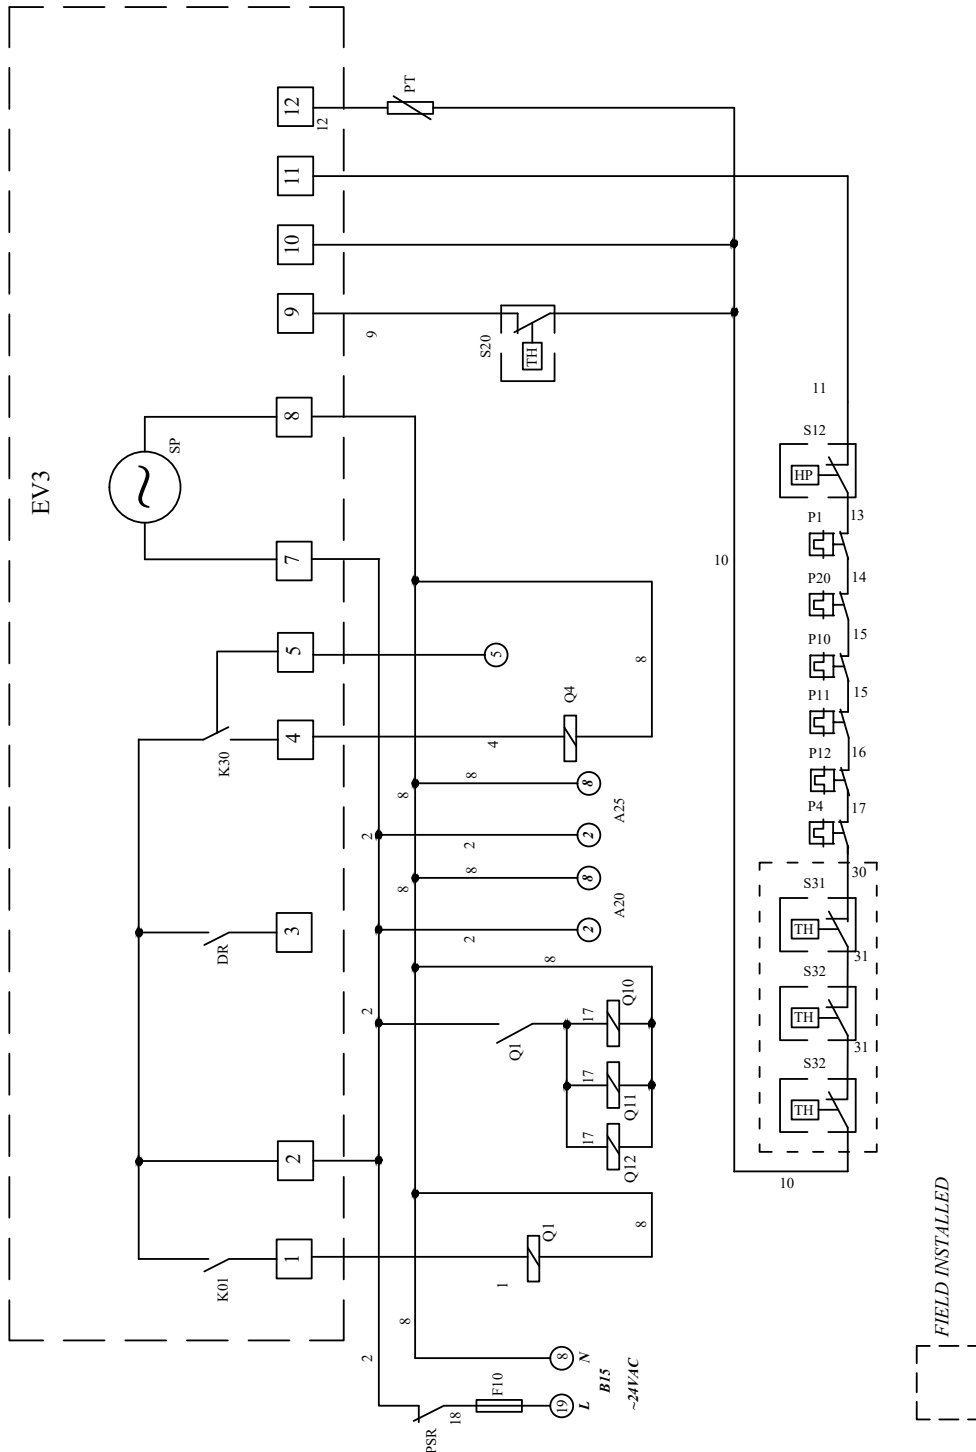 EV3
12
11
10
9
8
7
5
4
3
2
1
12
PT
9
S20
TH
SP
K30
DR
K01
5
8
Q4
4
8
8
8
2
2
A25
8
8
2
2
A20
8
2
8
2
2
8
Q1
17
Q10
17
Q11
17
Q12
Q1
1
8
8
2
8
N
19
L
B15
~24VAC
F10
18
PSR
10
11
S12
HP
13
P1
14
P20
15
P10
15
P11
16
P12
17
P4
30
S31
TH
31
S32
TH
31
S32
TH
10
FIELD INSTALLED